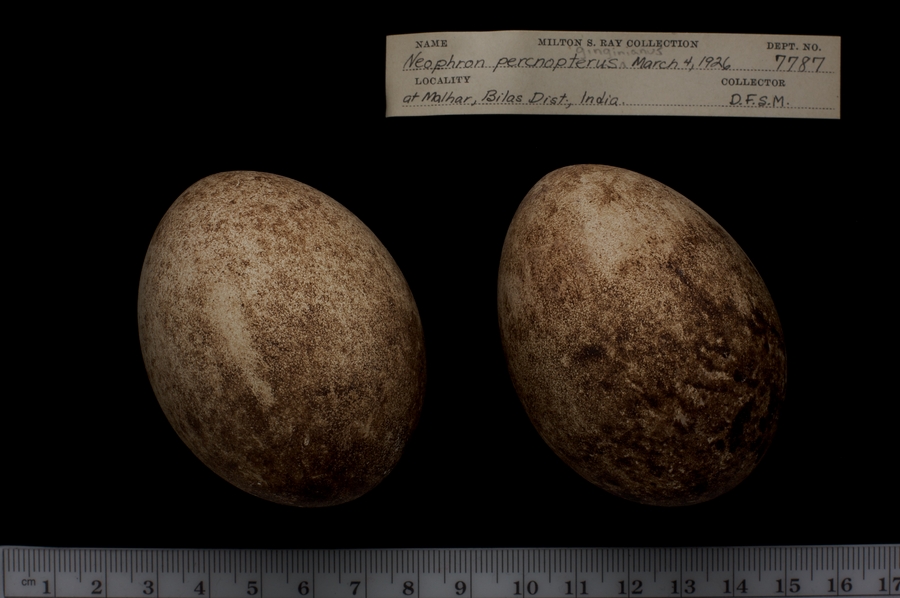 NAME MILTON S. RAY COLLECTION DEPT. NO.
ginginianus
Neophron percnopterus March 4, 1926 7787
LOCALITY COLLECTOR
at Malhar, Bilas Dist., India. D.F.S.M.
cm 1 2 3 4 5 6 7 8 9 10 11 12 13 14 15 16 17